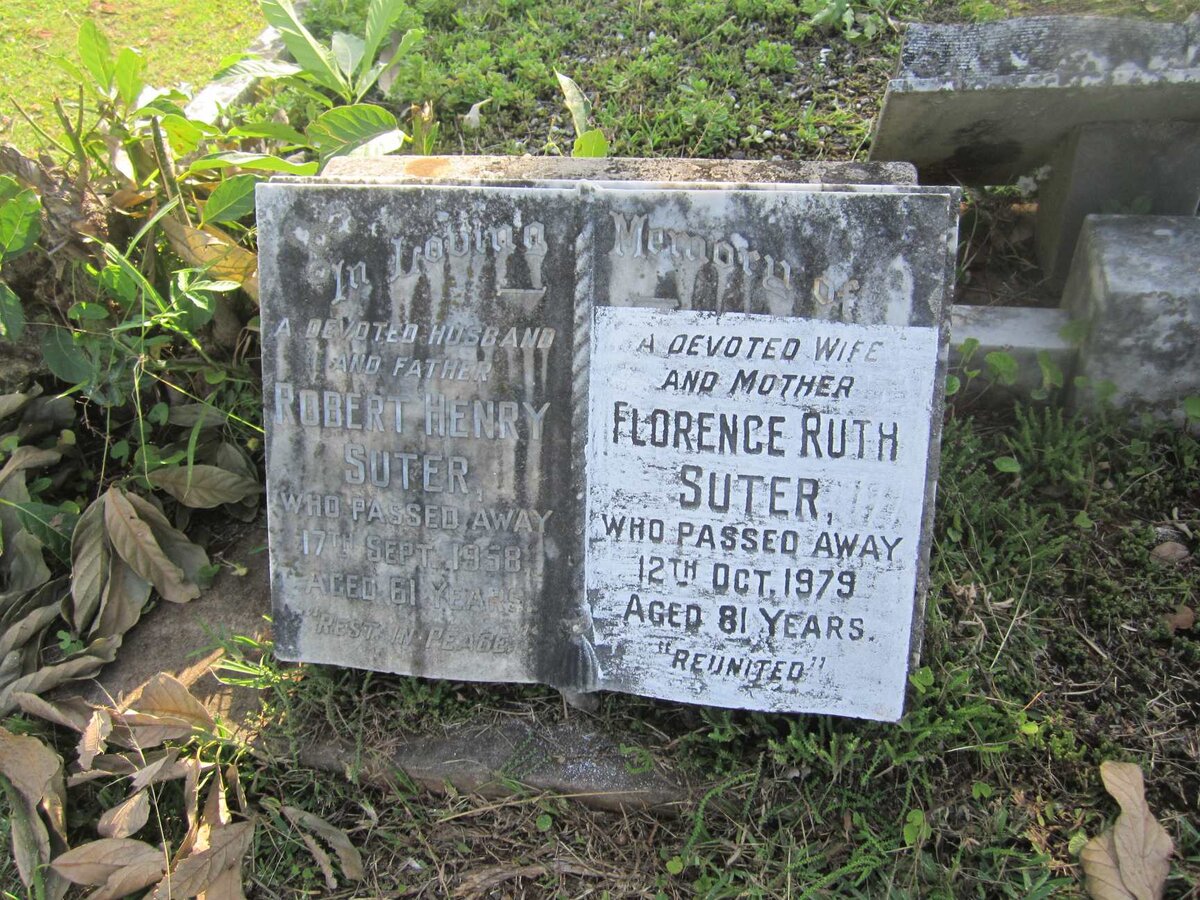 In Loving Memory of
A DEVOTED HUSBAND
AND FATHER
ROBERT HENRY
SUTER,
WHO PASSED AWAY
17TH SEPT. 1958
AGED 61 YEARS
"REST IN PEACE."
A DEVOTED WIFE
AND MOTHER
FLORENCE RUTH
SUTER,
WHO PASSED AWAY
12TH OCT, 1979
AGED 81 YEARS.
"REUNITED"